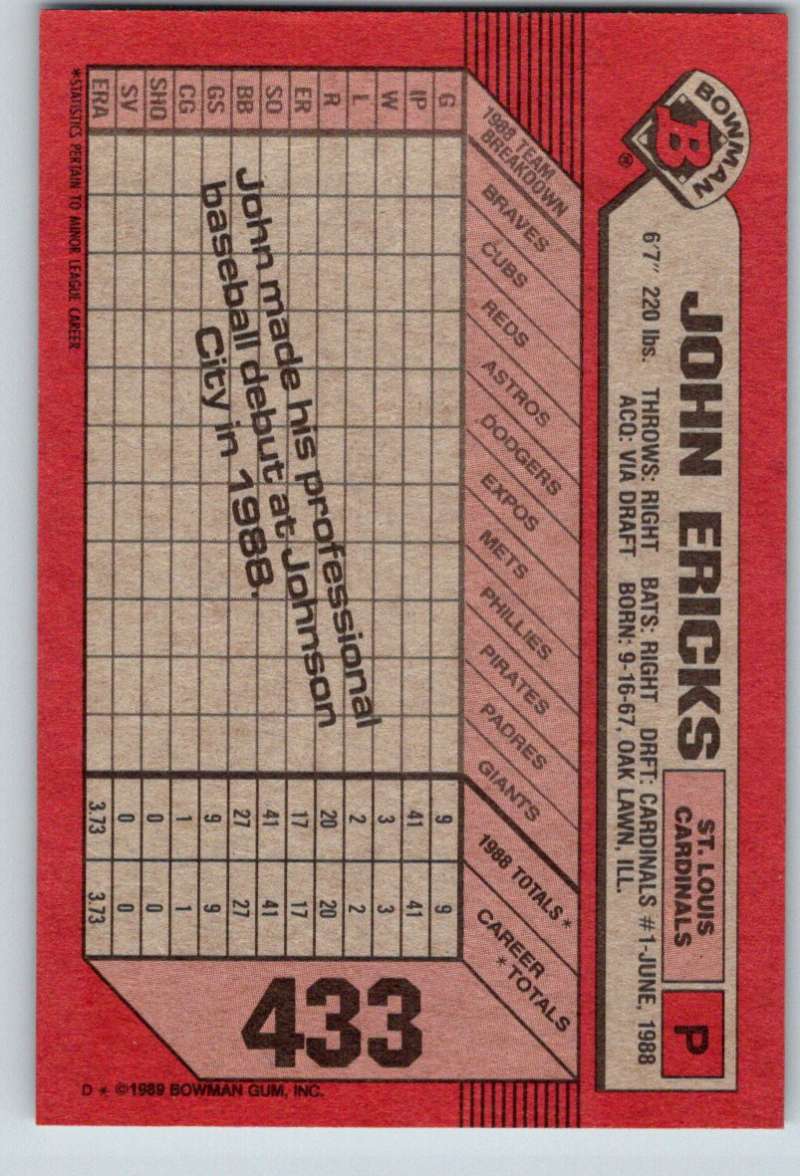 BOWMAN
B
®
JOHN ERICKS
ST. LOUIS
CARDINALS
P
6'7" 220 lbs. THROWS: RIGHT BATS: RIGHT DRFT: CARDINALS #1-JUNE, 1988
ACQ: VIA DRAFT BORN: 9-16-67, OAK LAWN, ILL.
1988 TEAM
BREAKDOWN
BRAVES
CUBS
REDS
ASTROS
DODGERS
EXPOS
METS
PHILLIES
PIRATES
PADRES
GIANTS
1988 TOTALS*
CAREER
*TOTALS
G 9 9
IP 41 41
W 3 3
L 2 2
R 20 20
ER 17 17
SO 41 41
BB 27 27
GS 9 9
CG 1 1
SHO 0 0
SV 0 0
ERA 3.73 3.73
John made his professional
baseball debut at Johnson
City in 1988.
433
*STATISTICS PERTAIN TO MINOR LEAGUE CAREER
D * ©1989 BOWMAN GUM, INC.